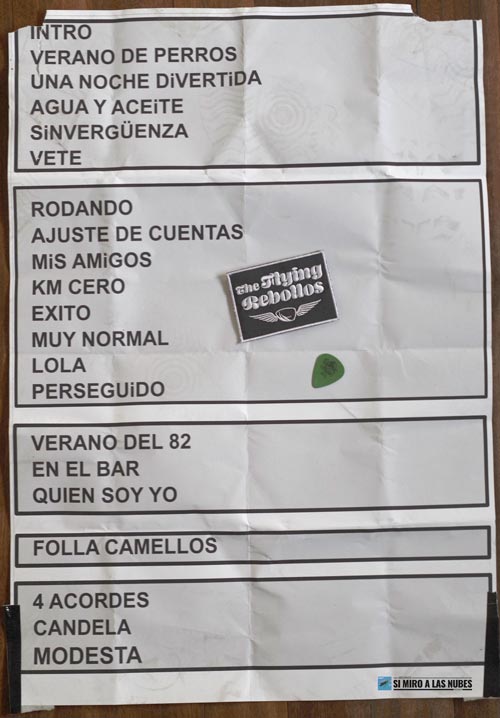 INTRO
VERANO DE PERROS
UNA NOCHE DiVERTiDA
AGUA Y ACEiTE
SiNVERGÜENZA
VETE
RODANDO
AJUSTE DE CUENTAS
MiS AMiGOS
KM CERO
EXITO
MUY NORMAL
LOLA
PERSEGUiDO
The Flying
Rebollos
VERANO DEL 82
EN EL BAR
QUIEN SOY YO
FOLLA CAMELLOS
4 ACORDES
CANDELA
MODESTA
SI MIRO A LAS NUBES